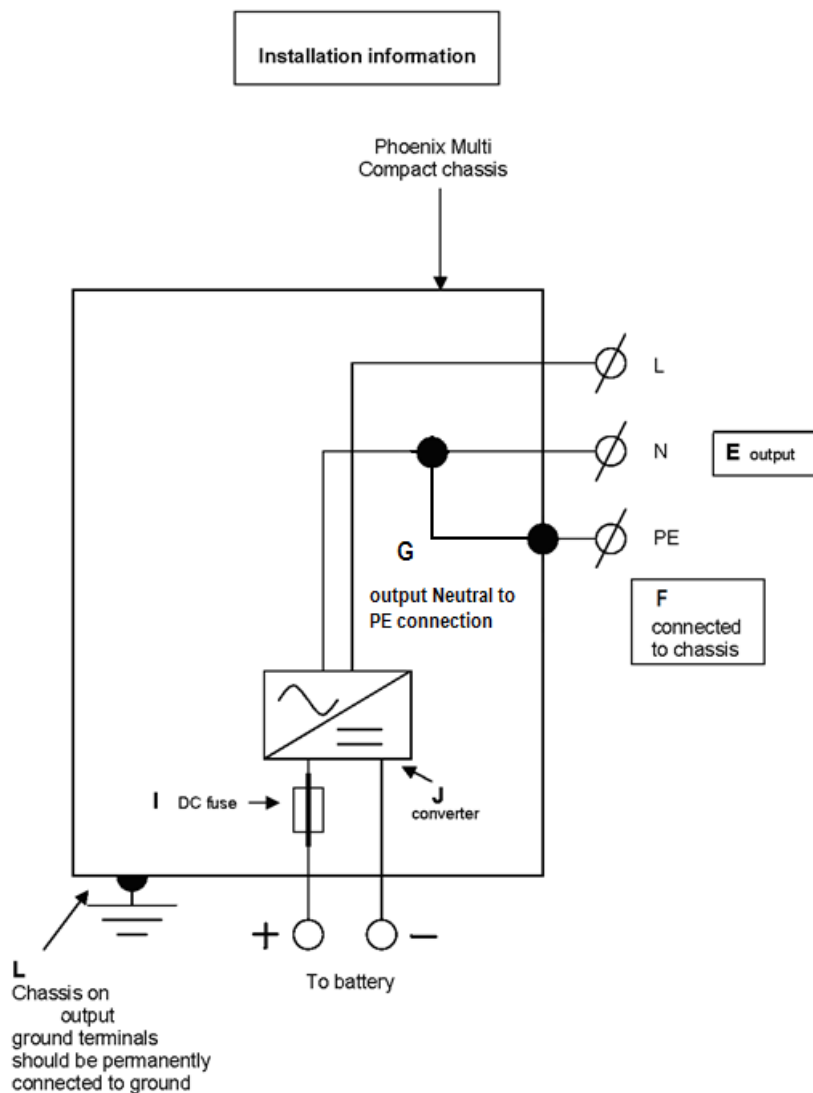 Installation information
Phoenix Multi
Compact chassis
L
N
E output
PE
G
output Neutral to
PE connection
F
connected
to chassis
I DC fuse
J
converter
+
−
To battery
L
Chassis on
output
ground terminals
should be permanently
connected to ground